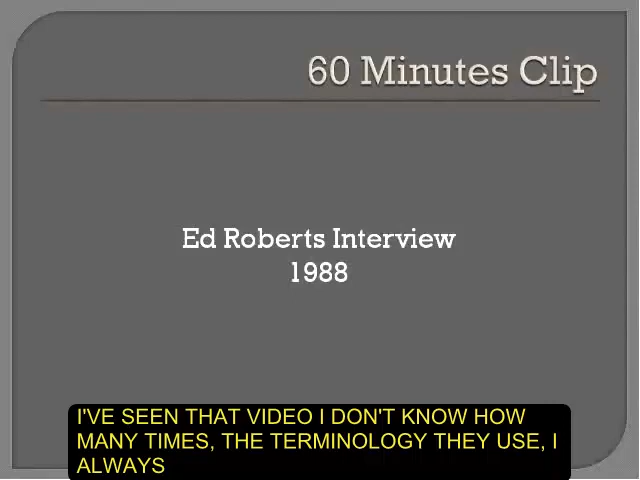 60 Minutes Clip
Ed Roberts Interview
1988
I'VE SEEN THAT VIDEO I DON'T KNOW HOW
MANY TIMES, THE TERMINOLOGY THEY USE, I
ALWAYS